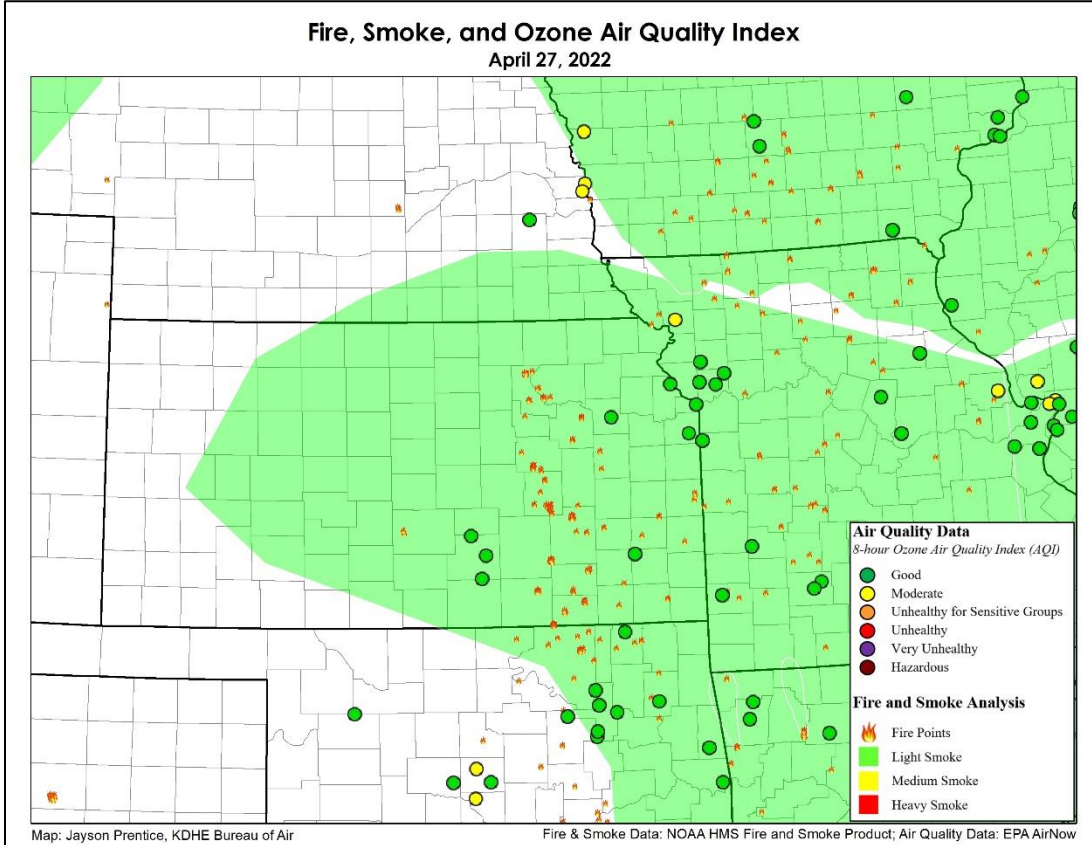 Fire, Smoke, and Ozone Air Quality Index
April 27, 2022
Air Quality Data
8-hour Ozone Air Quality Index (AQI)
Good
Moderate
Unhealthy for Sensitive Groups
Unhealthy
Very Unhealthy
Hazardous
Fire and Smoke Analysis
Fire Points
Light Smoke
Medium Smoke
Heavy Smoke
Map: Jayson Prentice, KDHE Bureau of Air
Fire & Smoke Data: NOAA HMS Fire and Smoke Product; Air Quality Data: EPA AirNow